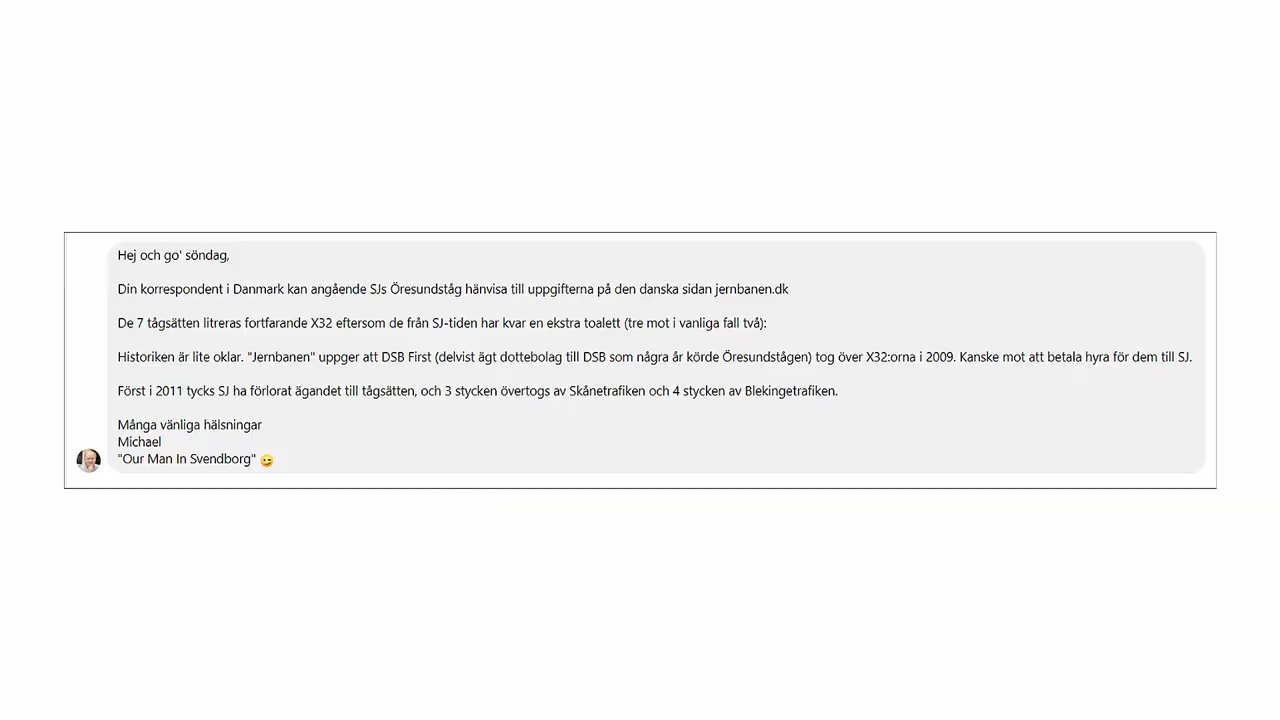 Hej och go' söndag,
Din korrespondent i Danmark kan angående SJs Öresundståg hänvisa till uppgifterna på den danska sidan jernbanen.dk
De 7 tågsätten litreras fortfarande X32 eftersom de från SJ-tiden har kvar en ekstra toalett (tre mot i vanliga fall två):
Historiken är lite oklar. "Jernbanen" uppger att DSB First (delvist ägt dottebolag till DSB som några år körde Öresundstågen) tog över X32:orna i 2009. Kanske mot att betala hyra för dem till SJ.
Först i 2011 tycks SJ ha förlorat ägandet till tågsätten, och 3 stycken övertogs av Skånetrafiken och 4 stycken av Blekingetrafiken.
Många vänliga hälsningar
Michael
"Our Man In Svendborg" 😉